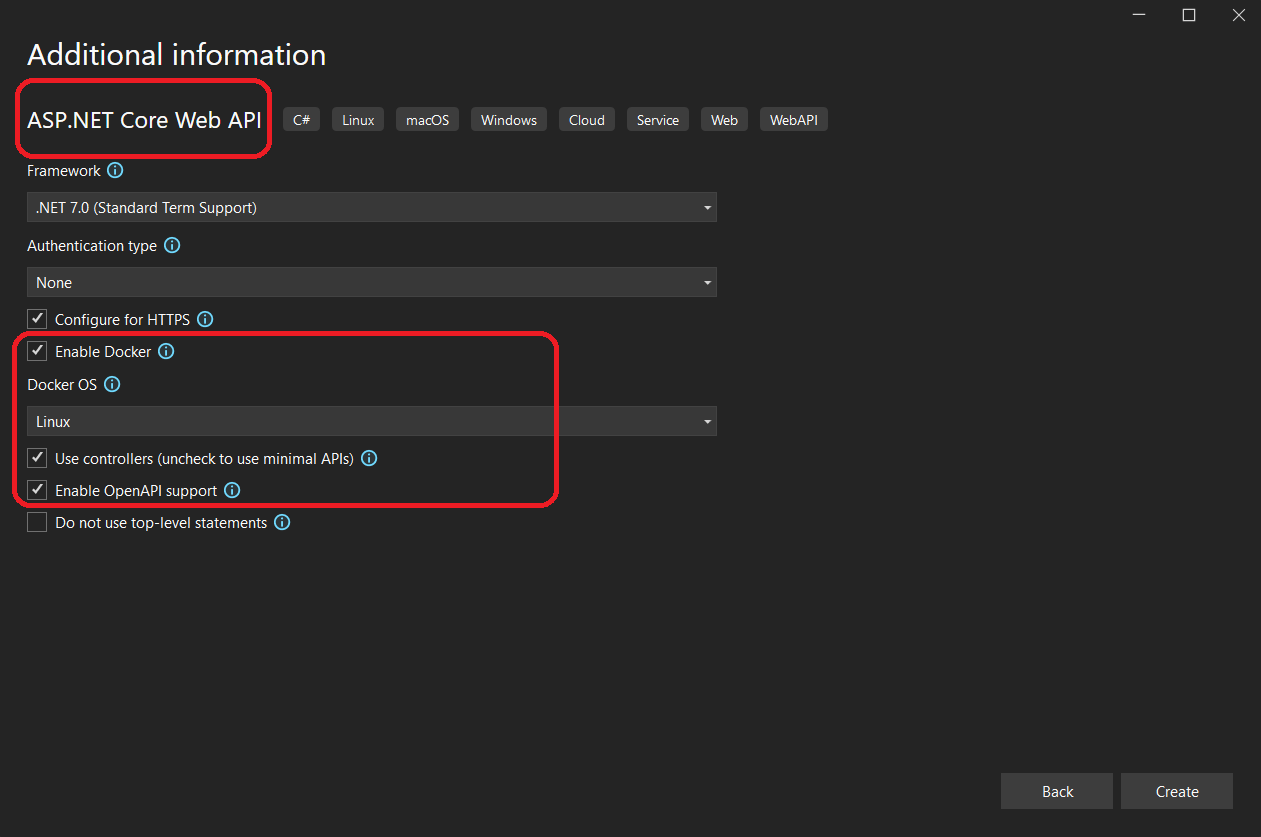 Additional information
ASP.NET Core Web API C# Linux macOS Windows Cloud Service Web WebAPI
Framework
.NET 7.0 (Standard Term Support)
Authentication type
None
Configure for HTTPS
Enable Docker
Docker OS
Linux
Use controllers (uncheck to use minimal APIs)
Enable OpenAPI support
Do not use top-level statements
Back Create